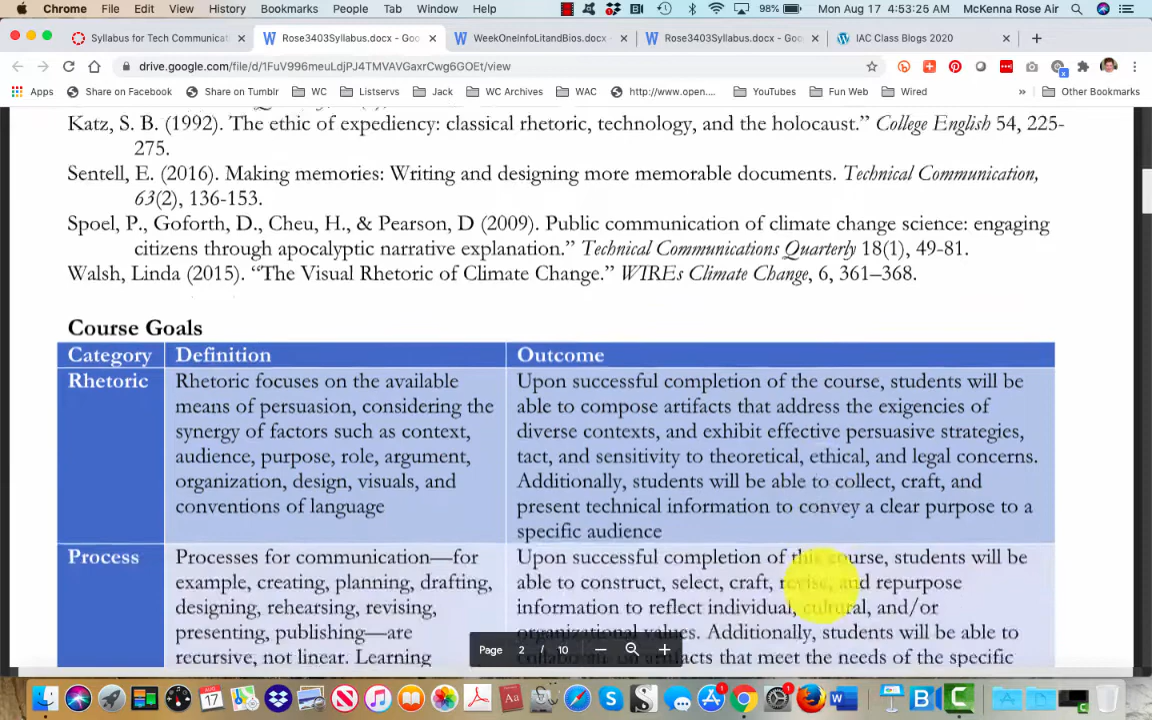 Chrome File Edit View History Bookmarks People Tab Window Help 98% Mon Aug 17 4:53:26 AM McKenna Rose Air
Syllabus for Tech Communicat Rose3403Syllabus.docx - Goo WeekOneInfoLitandBios.docx - Rose3403Syllabus.docx - Goo IAC Class Blogs 2020
drive.google.com/file/d/1FuV996meuLdjPJ4TMVAVGaxrCwg6GOEt/view
Apps Share on Facebook Share on Tumblr WC Listservs Jack WC Archives WAC http://www.open.... YouTubes Fun Web Wired » Other Bookmarks
Katz, S. B. (1992). The ethic of expediency: classical rhetoric, technology, and the holocaust.” College English 54, 225-
275.
Sentell, E. (2016). Making memories: Writing and designing more memorable documents. Technical Communication,
63(2), 136-153.
Spoel, P., Goforth, D., Cheu, H., & Pearson, D (2009). Public communication of climate change science: engaging
citizens through apocalyptic narrative explanation.” Technical Communications Quarterly 18(1), 49-81.
Walsh, Linda (2015). “The Visual Rhetoric of Climate Change.” WIREs Climate Change, 6, 361–368.
Course Goals
Category Definition Outcome
Rhetoric
Rhetoric focuses on the available
means of persuasion, considering the
synergy of factors such as context,
audience, purpose, role, argument,
organization, design, visuals, and
conventions of language
Upon successful completion of the course, students will be
able to compose artifacts that address the exigencies of
diverse contexts, and exhibit effective persuasive strategies,
tact, and sensitivity to theoretical, ethical, and legal concerns.
Additionally, students will be able to collect, craft, and
present technical information to convey a clear purpose to a
specific audience
Process
Processes for communication—for
example, creating, planning, drafting,
designing, rehearsing, revising,
presenting, publishing—are
recursive, not linear. Learning
Upon successful completion of this course, students will be
able to construct, select, craft, revise, and repurpose
information to reflect individual, cultural, and/or
organizational values. Additionally, students will be able to
artifacts that meet the needs of the specific
Page 2 / 10